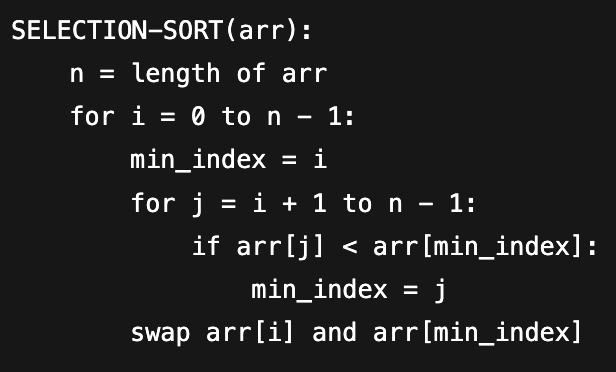 SELECTION-SORT(arr):
    n = length of arr
    for i = 0 to n - 1:
        min_index = i
        for j = i + 1 to n - 1:
            if arr[j] < arr[min_index]:
                min_index = j
        swap arr[i] and arr[min_index]